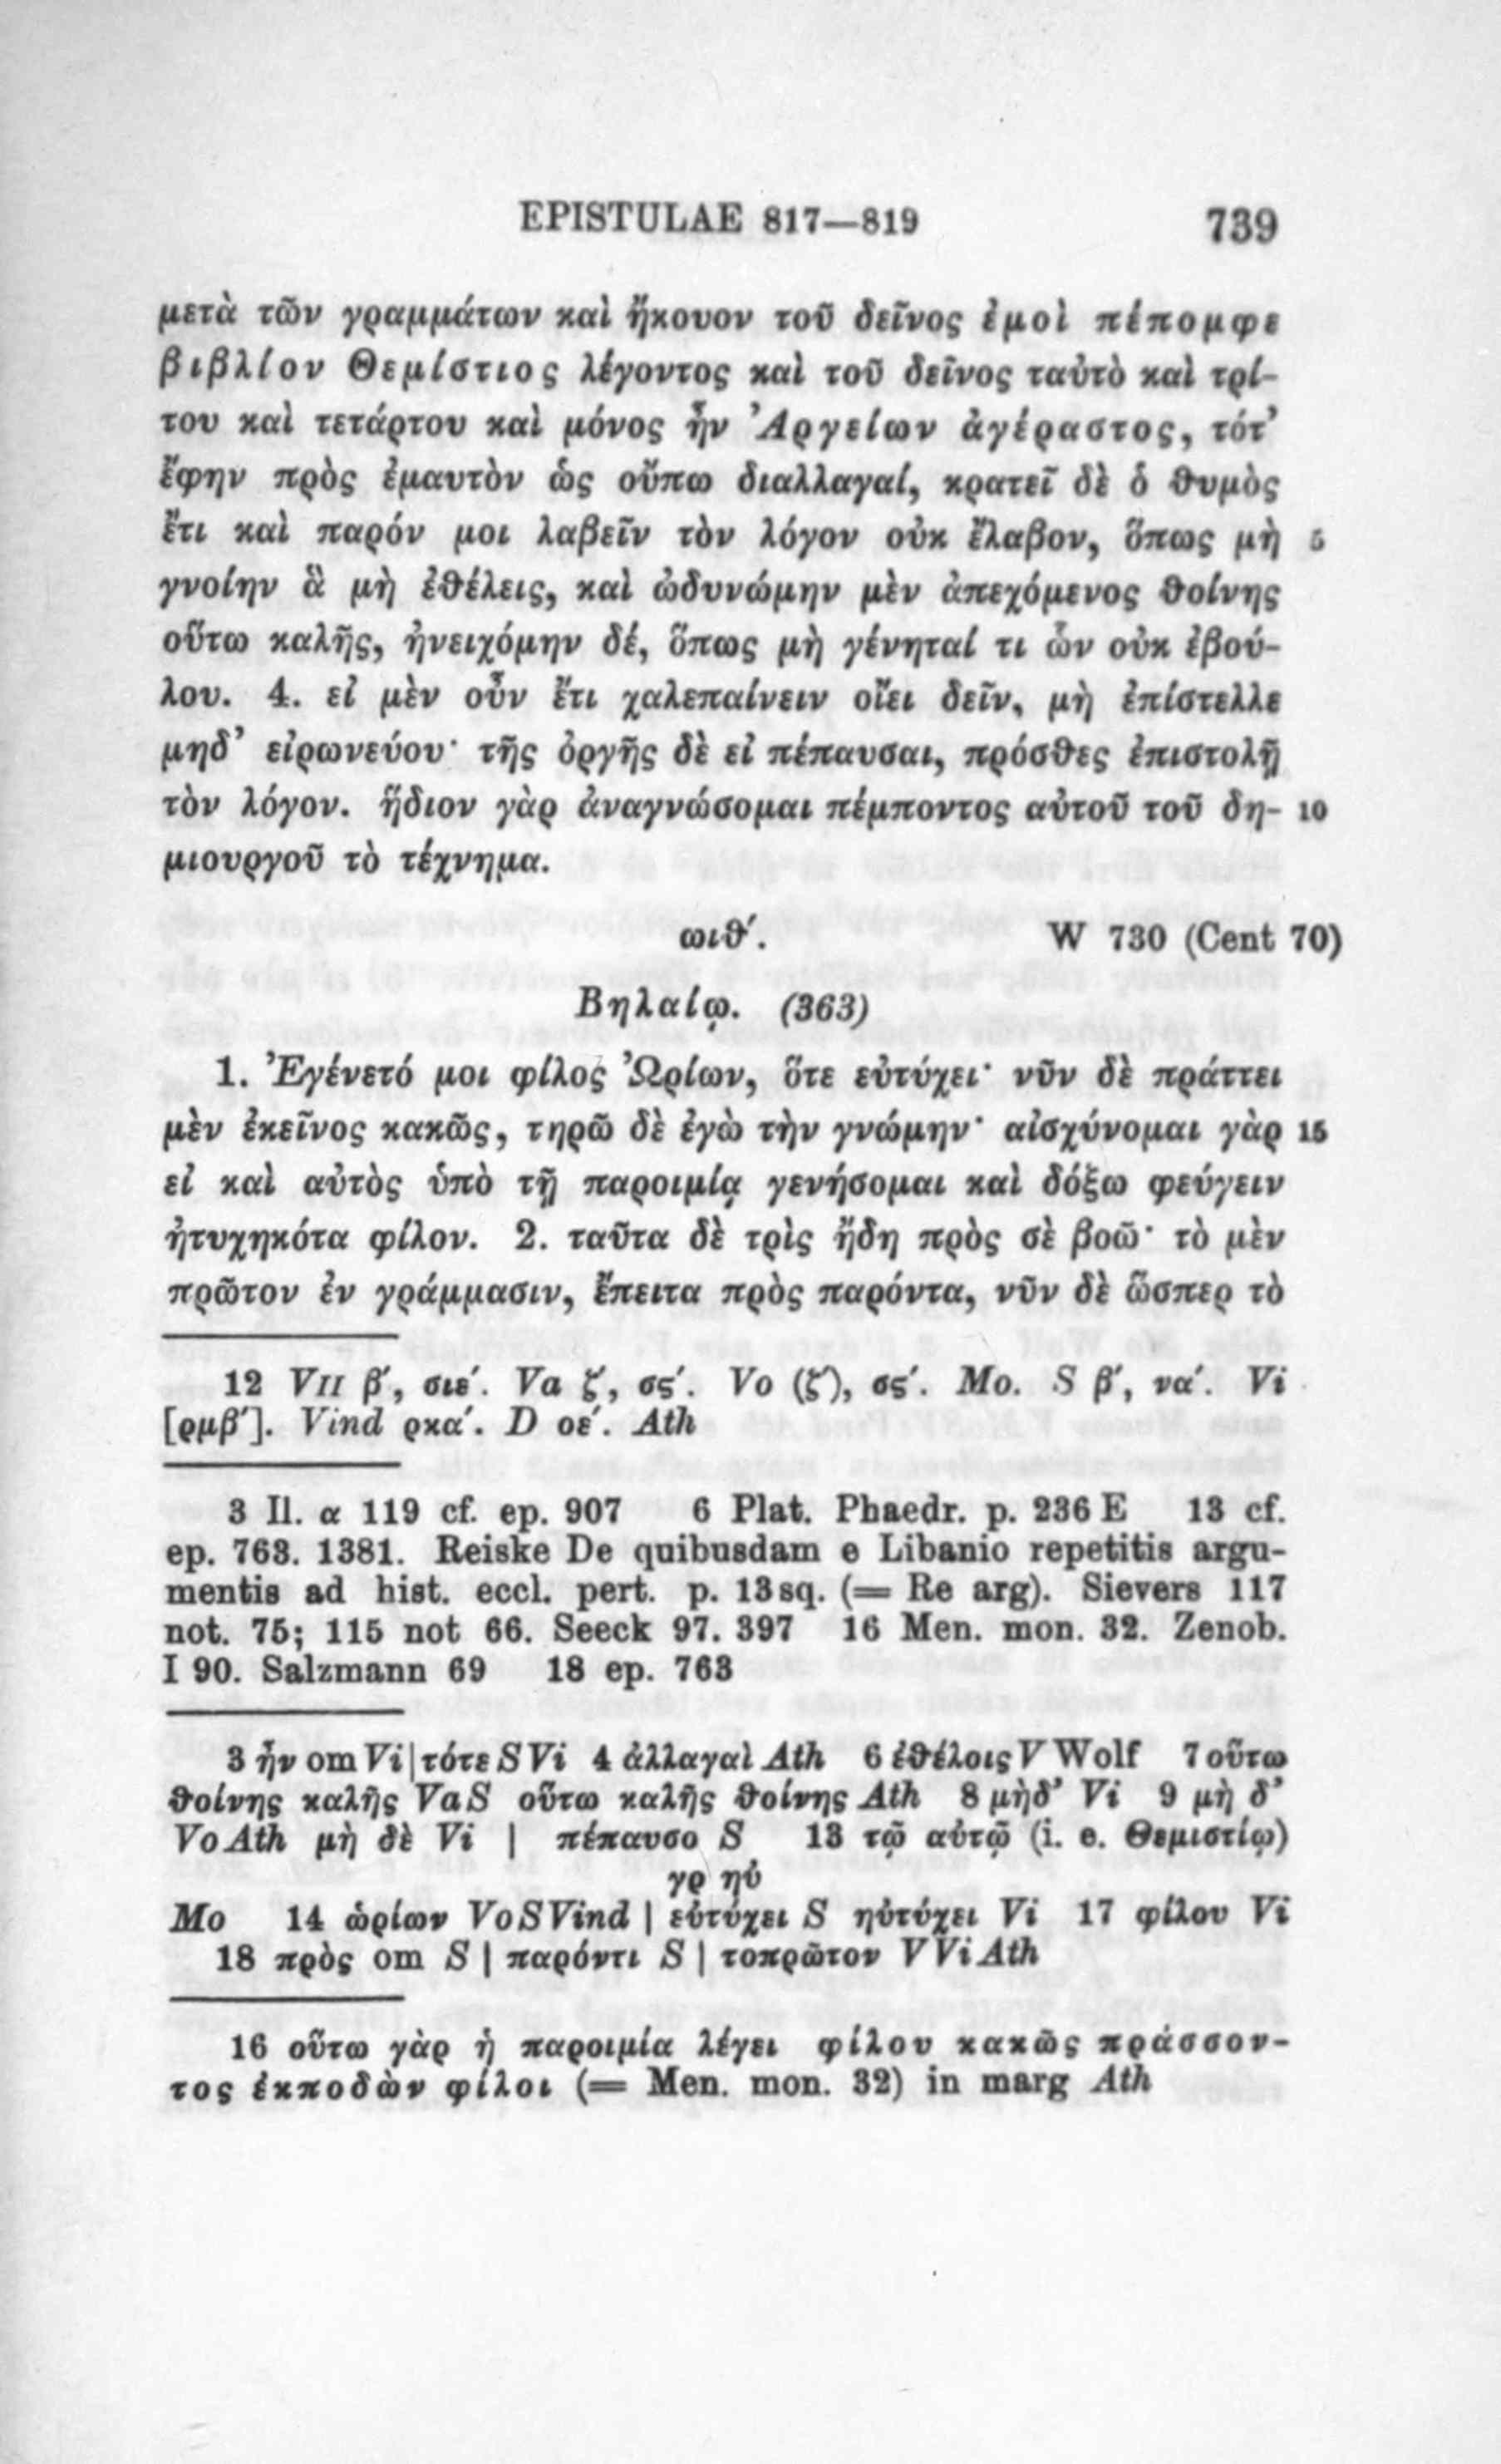 EPISTULAE 817—819 739
μετὰ τῶν γραμμάτων καὶ ἤκουον τοῦ δεῖνος ἐμοὶ πέπομφε
βιβλίον Θεμίστιος λέγοντος καὶ τοῦ δεῖνος ταὐτὸ καὶ τρί-
του καὶ τετάρτου καὶ μόνος ἦν Ἀργείων ἀγέραστος, τότ’
ἔφην πρὸς ἐμαυτὸν ὡς οὔπω διαλλαγαί, κρατεῖ δὲ ὁ θυμὸς
ἔτι καὶ παρόν μοι λαβεῖν τὸν λόγον οὐκ ἔλαβον, ὅπως μὴ 5
γνοίην ἃ μὴ ἐθέλεις, καὶ ὠδυνώμην μὲν ἀπεχόμενος θοίνης
οὕτω καλῆς, ἠνειχόμην δέ, ὅπως μὴ γένηταί τι ὧν οὐκ ἐβού-
λου. 4. εἰ μὲν οὖν ἔτι χαλεπαίνειν οἴει δεῖν, μὴ ἐπίστελλε
μηδ’ εἰρωνεύου· τῆς ὀργῆς δὲ εἰ πέπαυσαι, πρόσθες ἐπιστολῇ
τὸν λόγον. ἥδιον γὰρ ἀναγνώσομαι πέμποντος αὐτοῦ τοῦ δη- 10
μιουργοῦ τὸ τέχνημα.
ωιθ′. W 730 (Cent 70)
Βηλαίῳ. (363)
1. Ἐγένετό μοι φίλος Ὠρίων, ὅτε εὐτύχει· νῦν δὲ πράττει
μὲν ἐκεῖνος κακῶς, τηρῶ δὲ ἐγὼ τὴν γνώμην· αἰσχύνομαι γὰρ 15
εἰ καὶ αὐτὸς ὑπὸ τῇ παροιμίᾳ γενήσομαι καὶ δόξω φεύγειν
ἠτυχηκότα φίλον. 2. ταῦτα δὲ τρὶς ἤδη πρὸς σὲ βοῶ· τὸ μὲν
πρῶτον ἐν γράμμασιν, ἔπειτα πρὸς παρόντα, νῦν δὲ ὥσπερ τὸ
12 VII β′, σιε′. Va ζ′, σς′. Vo (ζ′), σς′. Mo. S β′, να′. Vi
[ρμβ′]. Vind ρκα′. D οε′. Ath
3 Il. α 119 cf. ep. 907 6 Plat. Phaedr. p. 236 E 13 cf.
ep. 763. 1381. Reiske De quibusdam e Libanio repetitis argu-
mentis ad hist. eccl. pert. p. 13 sq. (= Re arg). Sievers 117
not. 75; 115 not 66. Seeck 97. 397 16 Men. mon. 32. Zenob.
I 90. Salzmann 69 18 ep. 763
3 ἦν om Vi | τότε S Vi 4 ἀλλαγαὶ Ath 6 ἐθέλοις V Wolf 7 οὕτω
θοίνης καλῆς Va S οὕτω καλῆς θοίνης Ath 8 μὴδ’ Vi 9 μὴ δ’
Vo Ath μὴ δὲ Vi | πέπαυσο S 13 τῷ αὐτῷ (i. e. Θεμιστίῳ)
γρ ηὐ
Mo 14 ὡρίων Vo S Vind | εὐτύχει S ηὐτύχει Vi 17 φίλου Vi
18 πρὸς om S | παρόντι S | τοπρῶτον V Vi Ath
16 οὕτω γὰρ ἡ παροιμία λέγει φίλου κακῶς πράσσον-
τος ἐκποδὼν φίλοι (= Men. mon. 32) in marg Ath